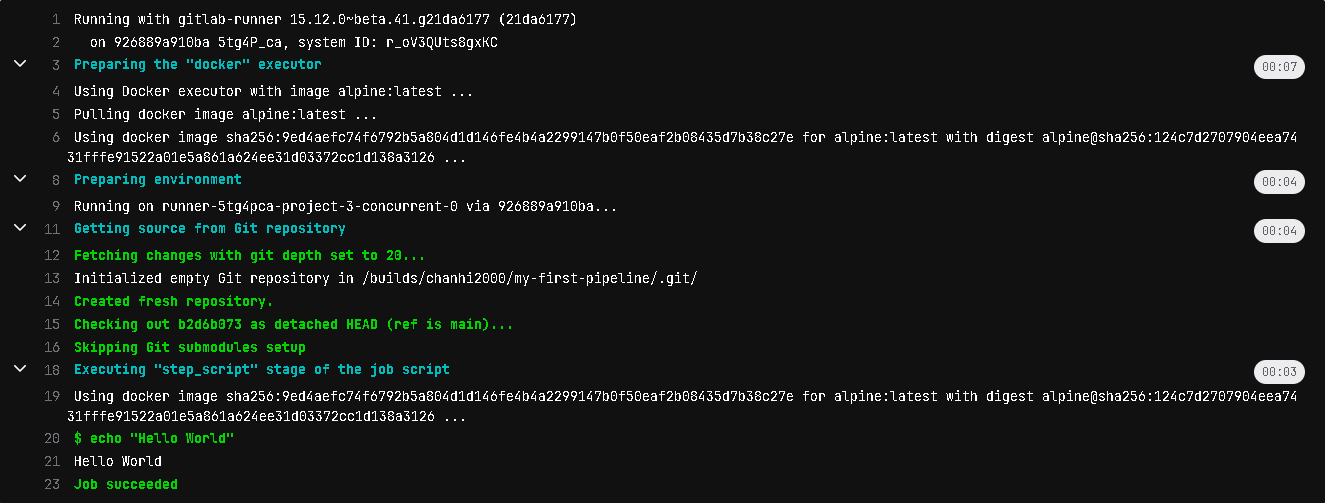 1 Running with gitlab-runner 15.12.0~beta.41.g21da6177 (21da6177)
2 on 926889a910ba 5tg4P_ca, system ID: r_oV3QUts8gxKC
3 Preparing the "docker" executor 00:07
4 Using Docker executor with image alpine:latest ...
5 Pulling docker image alpine:latest ...
6 Using docker image sha256:9ed4aefc74f6792b5a804d1d146fe4b4a2299147b0f50eaf2b08435d7b38c27e for alpine:latest with digest alpine@sha256:124c7d2707904eea74
31fffe91522a01e5a861a624ee31d03372cc1d138a3126 ...
8 Preparing environment 00:04
9 Running on runner-5tg4pca-project-3-concurrent-0 via 926889a910ba...
11 Getting source from Git repository 00:04
12 Fetching changes with git depth set to 20...
13 Initialized empty Git repository in /builds/chanhi2000/my-first-pipeline/.git/
14 Created fresh repository.
15 Checking out b2d6b073 as detached HEAD (ref is main)...
16 Skipping Git submodules setup
18 Executing "step_script" stage of the job script 00:03
19 Using docker image sha256:9ed4aefc74f6792b5a804d1d146fe4b4a2299147b0f50eaf2b08435d7b38c27e for alpine:latest with digest alpine@sha256:124c7d2707904eea74
31fffe91522a01e5a861a624ee31d03372cc1d138a3126 ...
20 $ echo "Hello World"
21 Hello World
23 Job succeeded